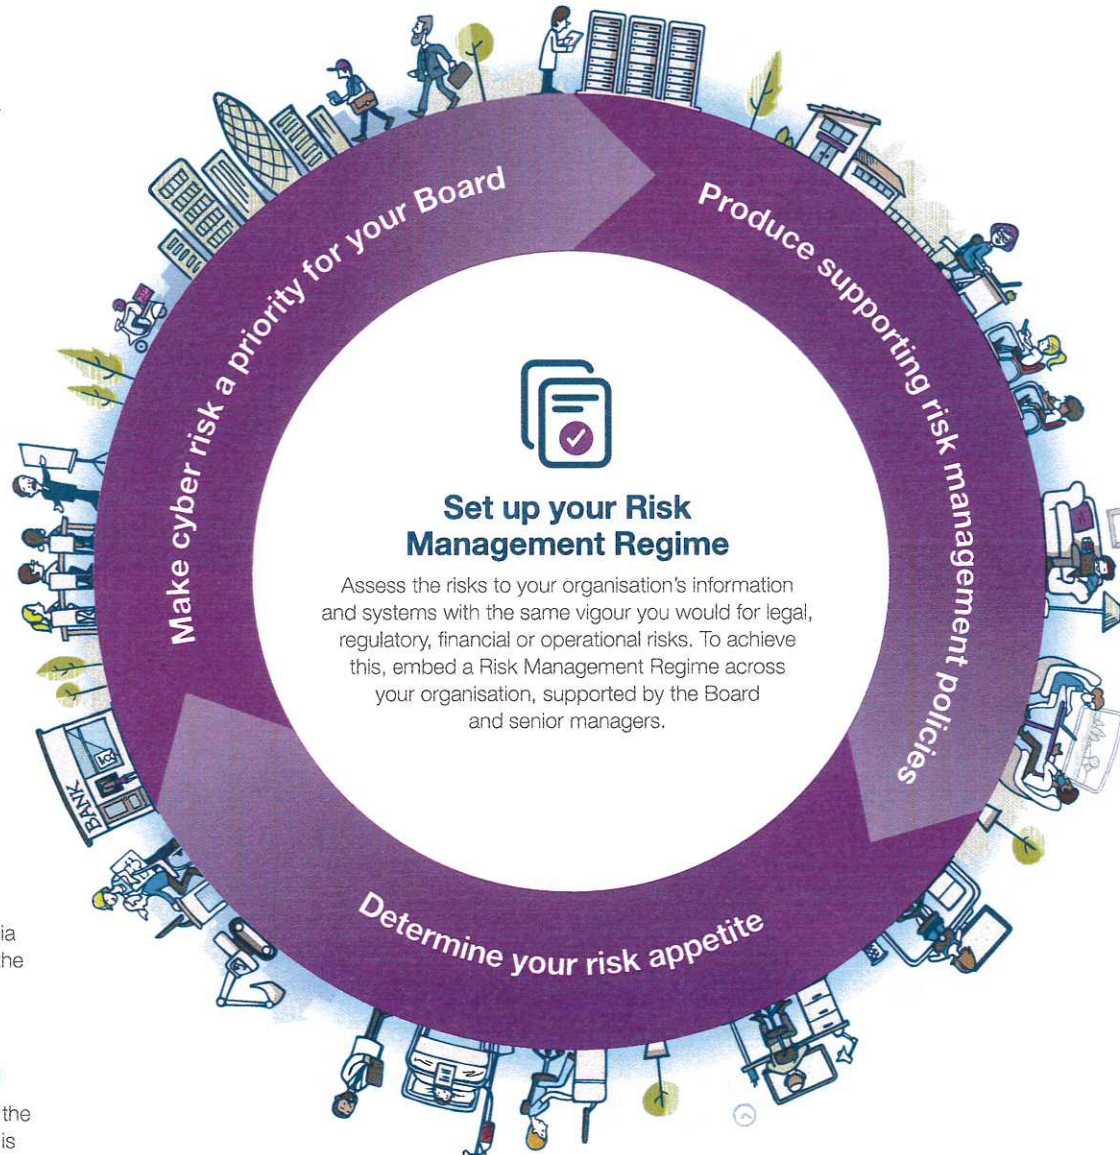 Make cyber risk a priority for your Board
Produce supporting risk management policies
Set up your Risk
Management Regime
Assess the risks to your organisation's information
and systems with the same vigour you would for legal,
regulatory, financial or operational risks. To achieve
this, embed a Risk Management Regime across
your organisation, supported by the Board
and senior managers.
BANK
Determine your risk appetite
ia
the
the
is